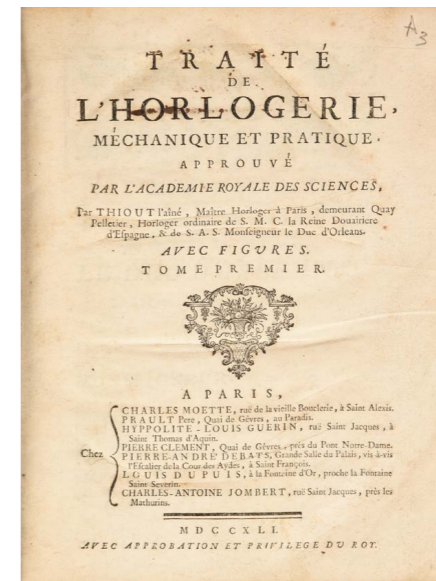 A3
TRAITÉ
DE
L'HORLOGERIE,
MÉCHANIQUE ET PRATIQUE.
APPROUVÉ
PAR L'ACADEMIE ROYALE DES SCIENCES,
Par THIOUT l'aîné, Maître Horloger à Paris, demeurant Quay
Pelletier, Horloger ordinaire de S. M. C. la Reine Douairiere
d'Espagne, & de S. A. S. Monseigneur le Duc d'Orleans.
AVEC FIGURES.
TOME PREMIER.
A PARIS,
Chez
CHARLES MOETTE, ruë de la vieille Bouclerie, à Saint Alexis.
PRAULT Pere, Quai de Gêvres, au Paradis.
HYPPOLITE-LOUIS GUERIN, ruë Saint Jacques, à
Saint Thomas d'Aquin.
PIERRE CLEMENT, Quai de Gêvres, près du Pont Notre-Dame.
PIERRE-ANDRÉ DEBATS, Grande Salle du Palais, vis-à-vis
l'Escalier de la Cour des Aydes, à Saint François.
LOUIS DUPUIS, à la Fontaine d'Or, proche la Fontaine
Saint Severin.
CHARLES-ANTOINE JOMBERT, ruë Saint Jacques, près les
Mathurins.
MDCCXLI.
AVEC APPROBATION ET PRIVILEGE DU ROY.